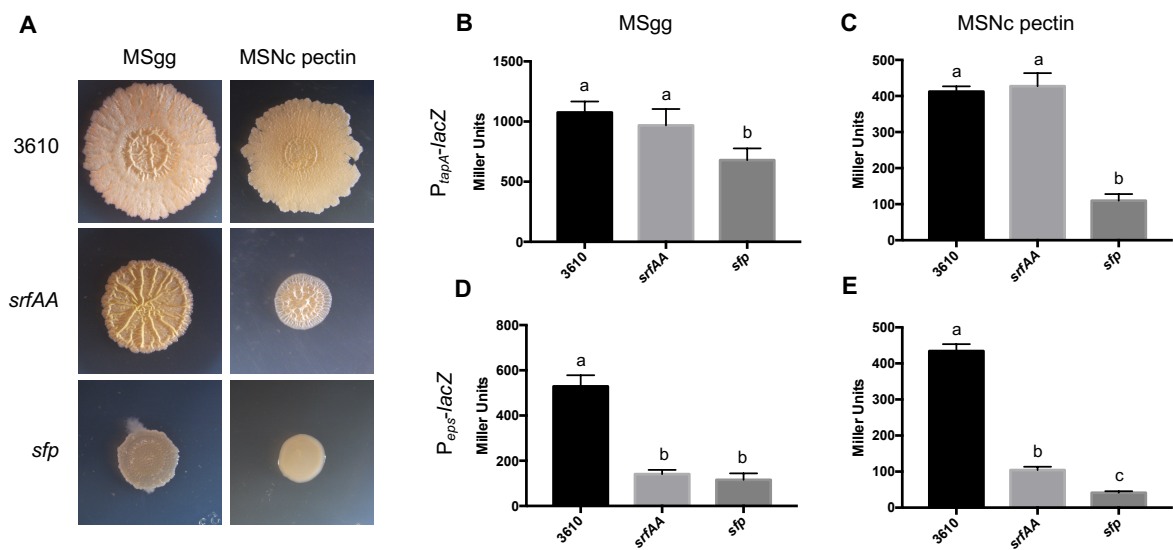 A
MSgg
MSNc pectin
3610
srfAA
sfp
B
MSgg
P_tapA-lacZ
Miller Units
1500
1000
500
0
a
a
b
3610
srfAA
sfp
C
MSNc pectin
Miller Units
500
400
300
200
100
0
a
a
b
3610
srfAA
sfp
D
P_eps-lacZ
Miller Units
800
600
400
200
0
a
b
b
3610
srfAA
sfp
E
Miller Units
500
400
300
200
100
0
a
b
c
3610
srfAA
sfp